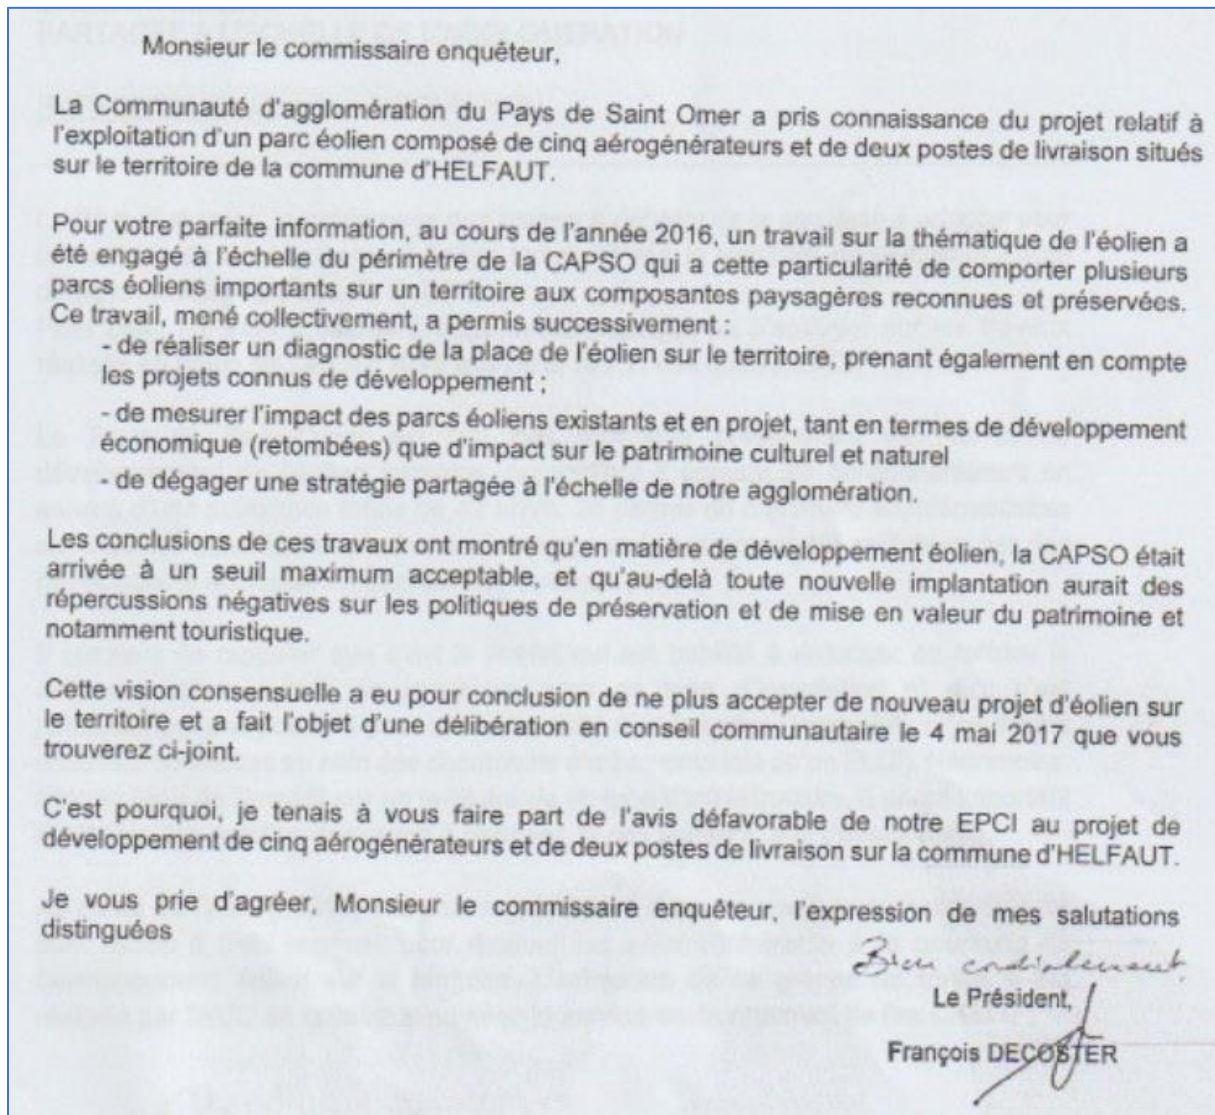 Monsieur le commissaire enquêteur,
La Communauté d'agglomération du Pays de Saint Omer a pris connaissance du projet relatif à
l'exploitation d'un parc éolien composé de cinq aérogénérateurs et de deux postes de livraison situés
sur le territoire de la commune d'HELFAUT.
Pour votre parfaite information, au cours de l'année 2016, un travail sur la thématique de l'éolien a
été engagé à l'échelle du périmètre de la CAPSO qui a cette particularité de comporter plusieurs
parcs éoliens importants sur un territoire aux composantes paysagères reconnues et préservées.
Ce travail, mené collectivement, a permis successivement :
- de réaliser un diagnostic de la place de l'éolien sur le territoire, prenant également en compte
les projets connus de développement ;
- de mesurer l'impact des parcs éoliens existants et en projet, tant en termes de développement
économique (retombées) que d'impact sur le patrimoine culturel et naturel
- de dégager une stratégie partagée à l'échelle de notre agglomération.
Les conclusions de ces travaux ont montré qu'en matière de développement éolien, la CAPSO était
arrivée à un seuil maximum acceptable, et qu'au-delà toute nouvelle implantation aurait des
répercussions négatives sur les politiques de préservation et de mise en valeur du patrimoine et
notamment touristique.
Cette vision consensuelle a eu pour conclusion de ne plus accepter de nouveau projet d'éolien sur
le territoire et a fait l'objet d'une délibération en conseil communautaire le 4 mai 2017 que vous
trouverez ci-joint.
C'est pourquoi, je tenais à vous faire part de l'avis défavorable de notre EPCI au projet de
développement de cinq aérogénérateurs et de deux postes de livraison sur la commune d'HELFAUT.
Je vous prie d'agréer, Monsieur le commissaire enquêteur, l'expression de mes salutations
distinguées
Bien cordialement
Le Président,
François DECOSTER